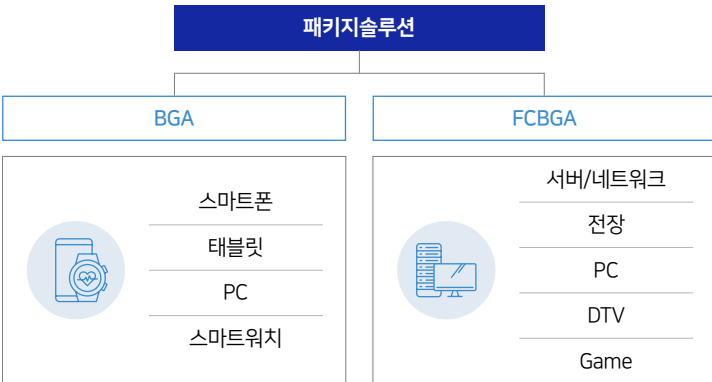 패키지솔루션
BGA
FCBGA
스마트폰
태블릿
PC
스마트워치
서버/네트워크
전장
PC
DTV
Game